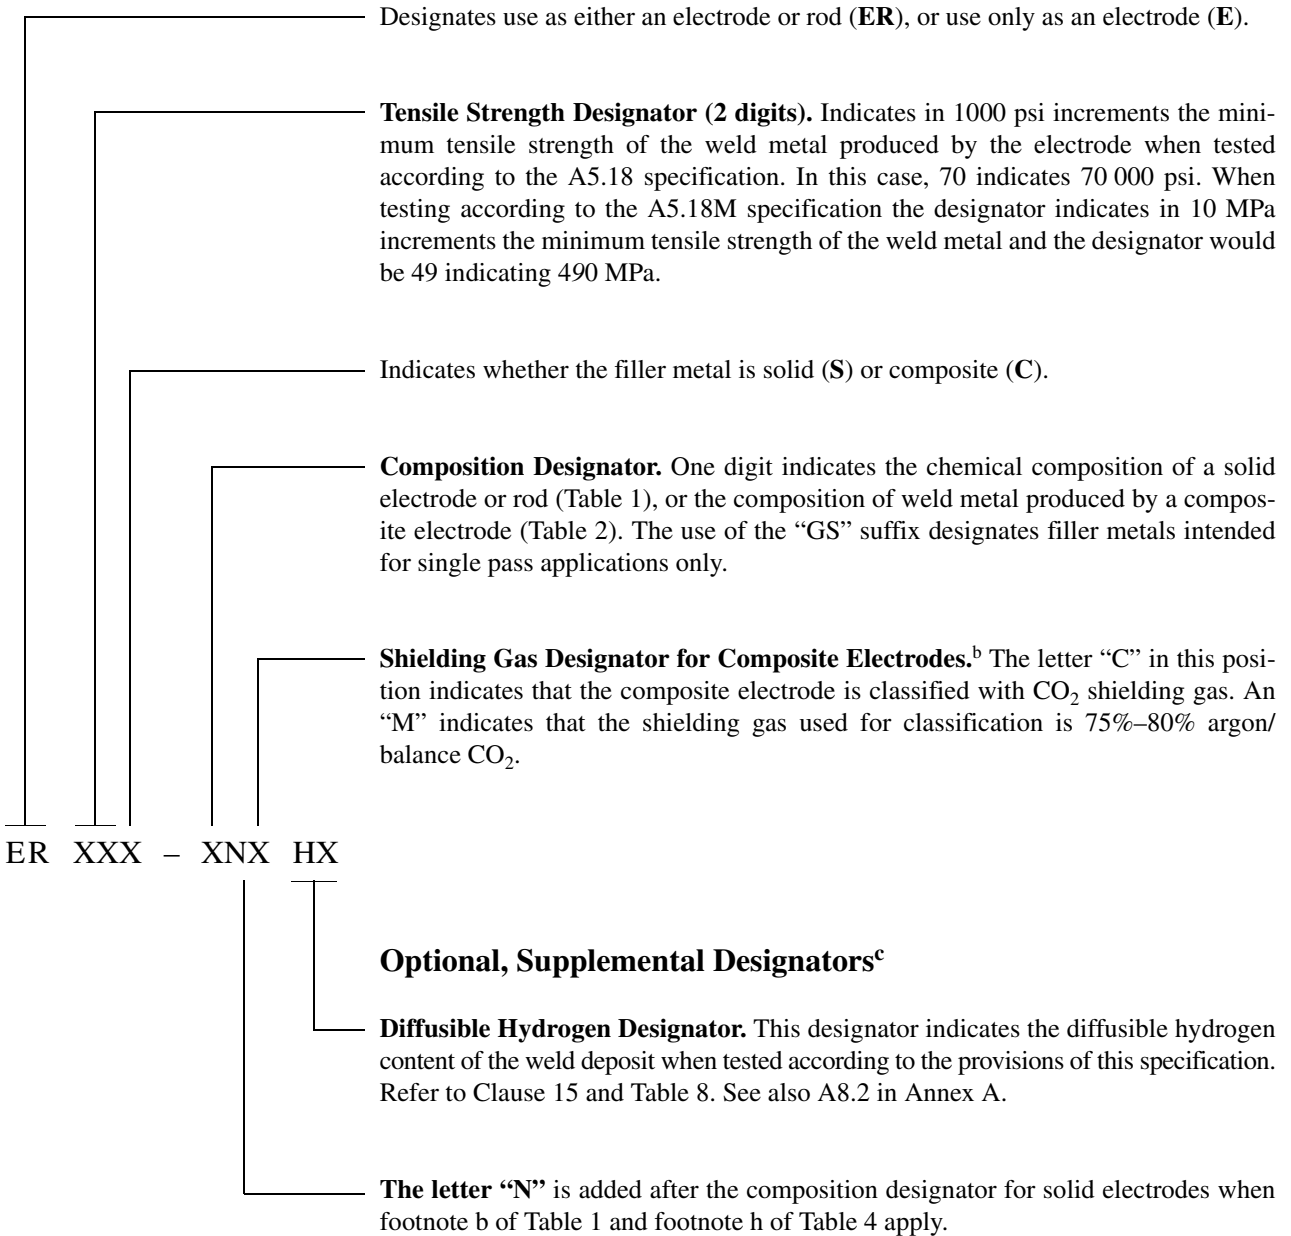 Designates use as either an electrode or rod (ER), or use only as an electrode (E).
Tensile Strength Designator (2 digits). Indicates in 1000 psi increments the mini-
mum tensile strength of the weld metal produced by the electrode when tested
according to the A5.18 specification. In this case, 70 indicates 70 000 psi. When
testing according to the A5.18M specification the designator indicates in 10 MPa
increments the minimum tensile strength of the weld metal and the designator would
be 49 indicating 490 MPa.
Indicates whether the filler metal is solid (S) or composite (C).
Composition Designator. One digit indicates the chemical composition of a solid
electrode or rod (Table 1), or the composition of weld metal produced by a compos-
ite electrode (Table 2). The use of the “GS” suffix designates filler metals intended
for single pass applications only.
Shielding Gas Designator for Composite Electrodes.b The letter “C” in this posi-
tion indicates that the composite electrode is classified with CO2 shielding gas. An
“M” indicates that the shielding gas used for classification is 75%–80% argon/
balance CO2.
ER XXX – XNX HX
Optional, Supplemental Designatorsc
Diffusible Hydrogen Designator. This designator indicates the diffusible hydrogen
content of the weld deposit when tested according to the provisions of this specification.
Refer to Clause 15 and Table 8. See also A8.2 in Annex A.
The letter “N” is added after the composition designator for solid electrodes when
footnote b of Table 1 and footnote h of Table 4 apply.